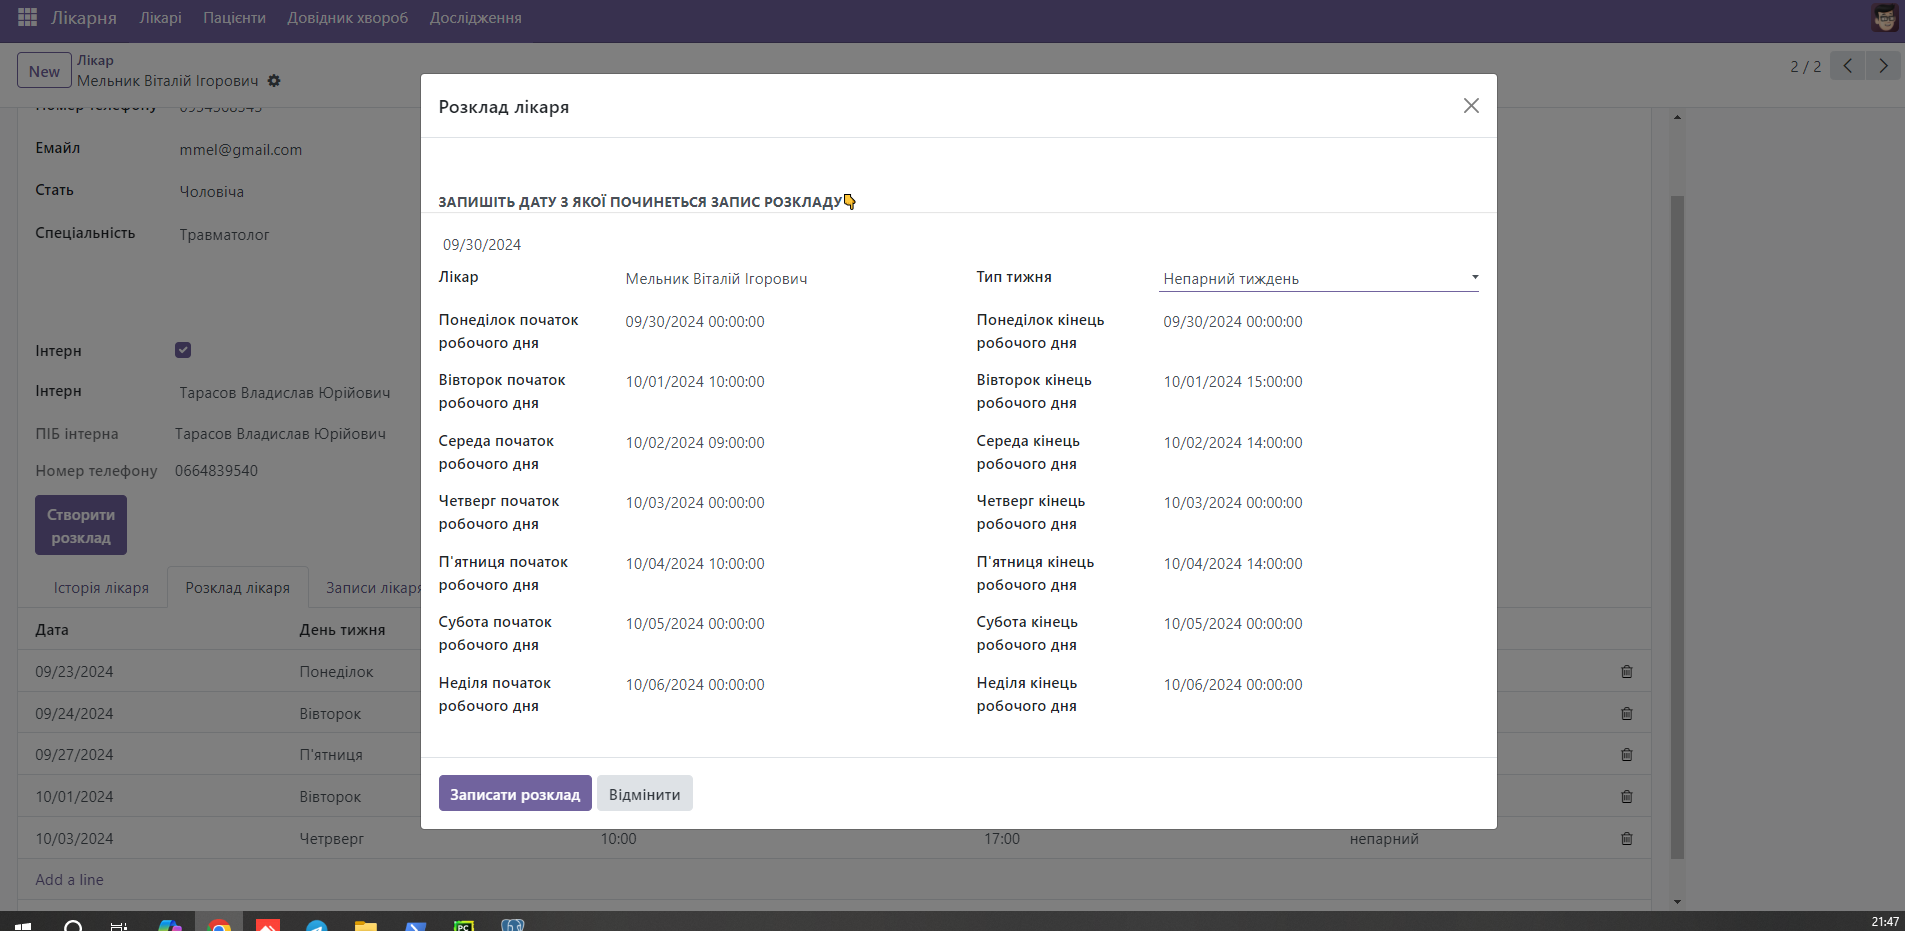 Лікарня Лікарі Пацієнти Довідник хвороб Дослідження
New
Лікар
Мельник Віталій Ігорович
2 / 2
Номер телефону
Емайл mmel@gmail.com
Стать Чоловіча
Спеціальність Травматолог
Інтерн
Інтерн Тарасов Владислав Юрійович
ПІБ інтерна Тарасов Владислав Юрійович
Номер телефону 0664839540
Створити
розклад
Історія лікаря Розклад лікаря Записи лікаря
Дата День тижня
09/23/2024 Понеділок
09/24/2024 Вівторок
09/27/2024 П'ятниця
10/01/2024 Вівторок
10/03/2024 Четрверг 10:00 17:00 непарний
Add a line
Розклад лікаря
ЗАПИШІТЬ ДАТУ З ЯКОЇ ПОЧИНЕТЬСЯ ЗАПИС РОЗКЛАДУ👇
09/30/2024
Лікар Мельник Віталій Ігорович Тип тижня Непарний тиждень
Понеділок початок
робочого дня 09/30/2024 00:00:00
Понеділок кінець
робочого дня 09/30/2024 00:00:00
Вівторок початок
робочого дня 10/01/2024 10:00:00
Вівторок кінець
робочого дня 10/01/2024 15:00:00
Середа початок
робочого дня 10/02/2024 09:00:00
Середа кінець
робочого дня 10/02/2024 14:00:00
Четверг початок
робочого дня 10/03/2024 00:00:00
Четверг кінець
робочого дня 10/03/2024 00:00:00
П'ятниця початок
робочого дня 10/04/2024 10:00:00
П'ятниця кінець
робочого дня 10/04/2024 14:00:00
Субота початок
робочого дня 10/05/2024 00:00:00
Субота кінець
робочого дня 10/05/2024 00:00:00
Неділя початок
робочого дня 10/06/2024 00:00:00
Неділя кінець
робочого дня 10/06/2024 00:00:00
Записати розклад Відмінити
PC
21:47